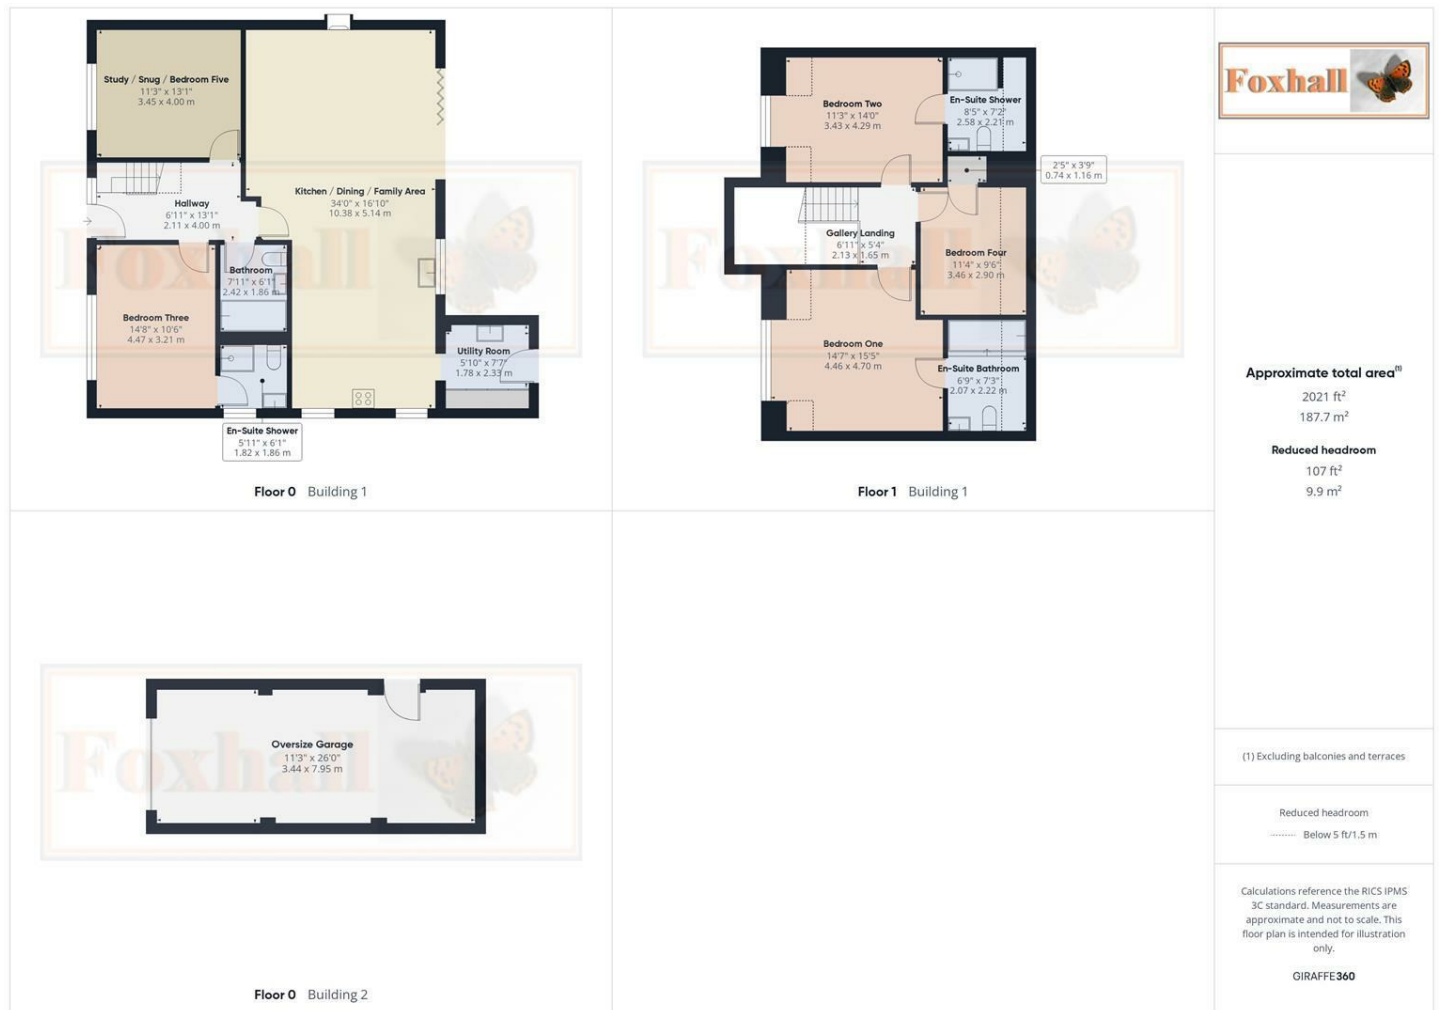 Study / Snug / Bedroom Five
11'3" x 13'1"
3.45 x 4.00 m
Kitchen / Dining / Family Area
34'0" x 16'10"
10.38 x 5.14 m
Hallway
6'11" x 13'1"
2.11 x 4.00 m
Bathroom
7'11" x 6'1"
2.42 x 1.86 m
Bedroom Three
14'8" x 10'6"
4.47 x 3.21 m
Utility Room
5'10" x 7'7"
1.78 x 2.33 m
En-Suite Shower
5'11" x 6'1"
1.82 x 1.86 m
Foxhall
Floor 0 Building 1
Bedroom Two
11'3" x 14'0"
3.43 x 4.29 m
En-Suite Shower
8'5" x 7'2"
2.58 x 2.21 m
2'5" x 3'9"
0.74 x 1.16 m
Gallery Landing
6'11" x 5'4"
2.13 x 1.65 m
Bedroom Four
11'4" x 9'6"
3.46 x 2.90 m
Bedroom One
14'7" x 15'5"
4.46 x 4.70 m
En-Suite Bathroom
6'9" x 7'3"
2.07 x 2.22 m
Foxhall
Floor 1 Building 1
Oversize Garage
11'3" x 26'0"
3.44 x 7.95 m
Foxhall
Floor 0 Building 2
Foxhall
Approximate total area(1)
2021 ft²
187.7 m²
Reduced headroom
107 ft²
9.9 m²
(1) Excluding balconies and terraces
Reduced headroom
Below 5 ft/1.5 m
Calculations reference the RICS IPMS
3C standard. Measurements are
approximate and not to scale. This
floor plan is intended for illustration
only.
GIRAFFE360